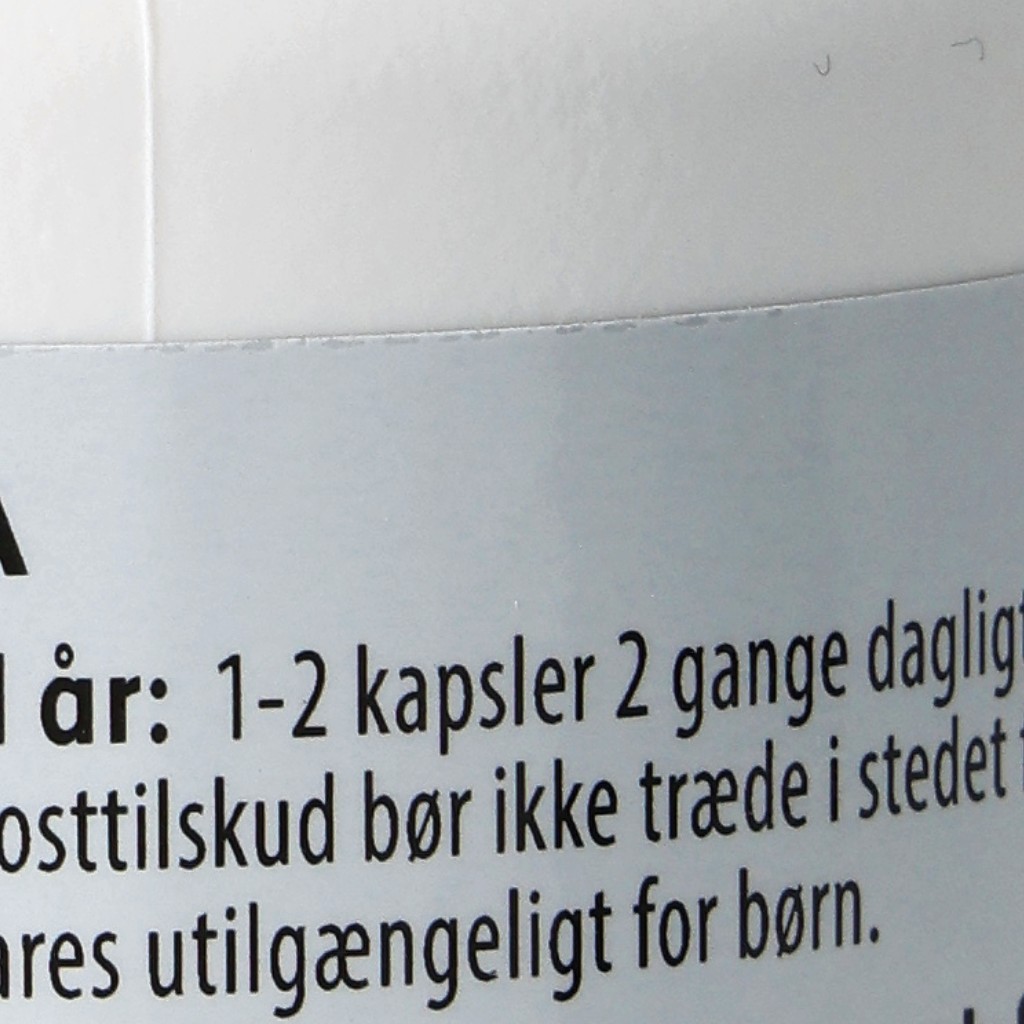 år: 1-2 kapsler 2 gange dagligt
osttilskud bør ikke træde i stedet
ares utilgængeligt for børn.